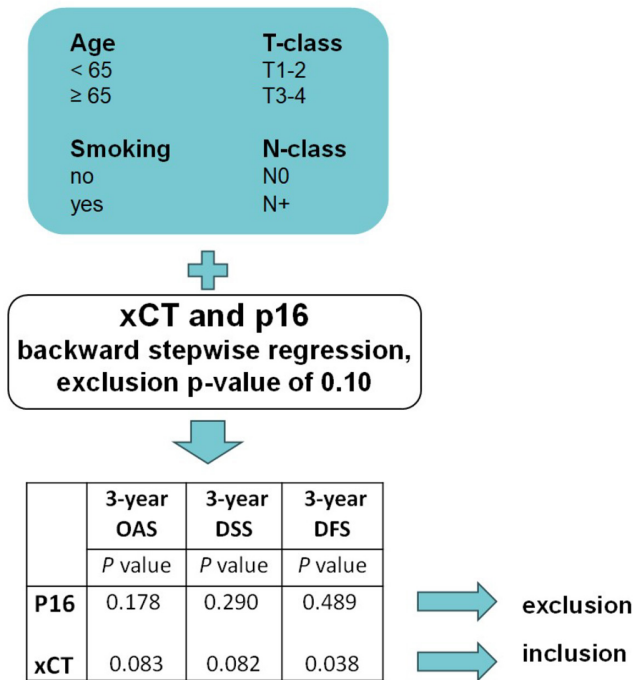 Age
< 65
≥ 65
T-class
T1-2
T3-4
Smoking
no
yes
N-class
N0
N+
xCT and p16
backward stepwise regression,
exclusion p-value of 0.10
3-year OAS 3-year DSS 3-year DFS
P value P value P value
P16 0.178 0.290 0.489 exclusion
xCT 0.083 0.082 0.038 inclusion